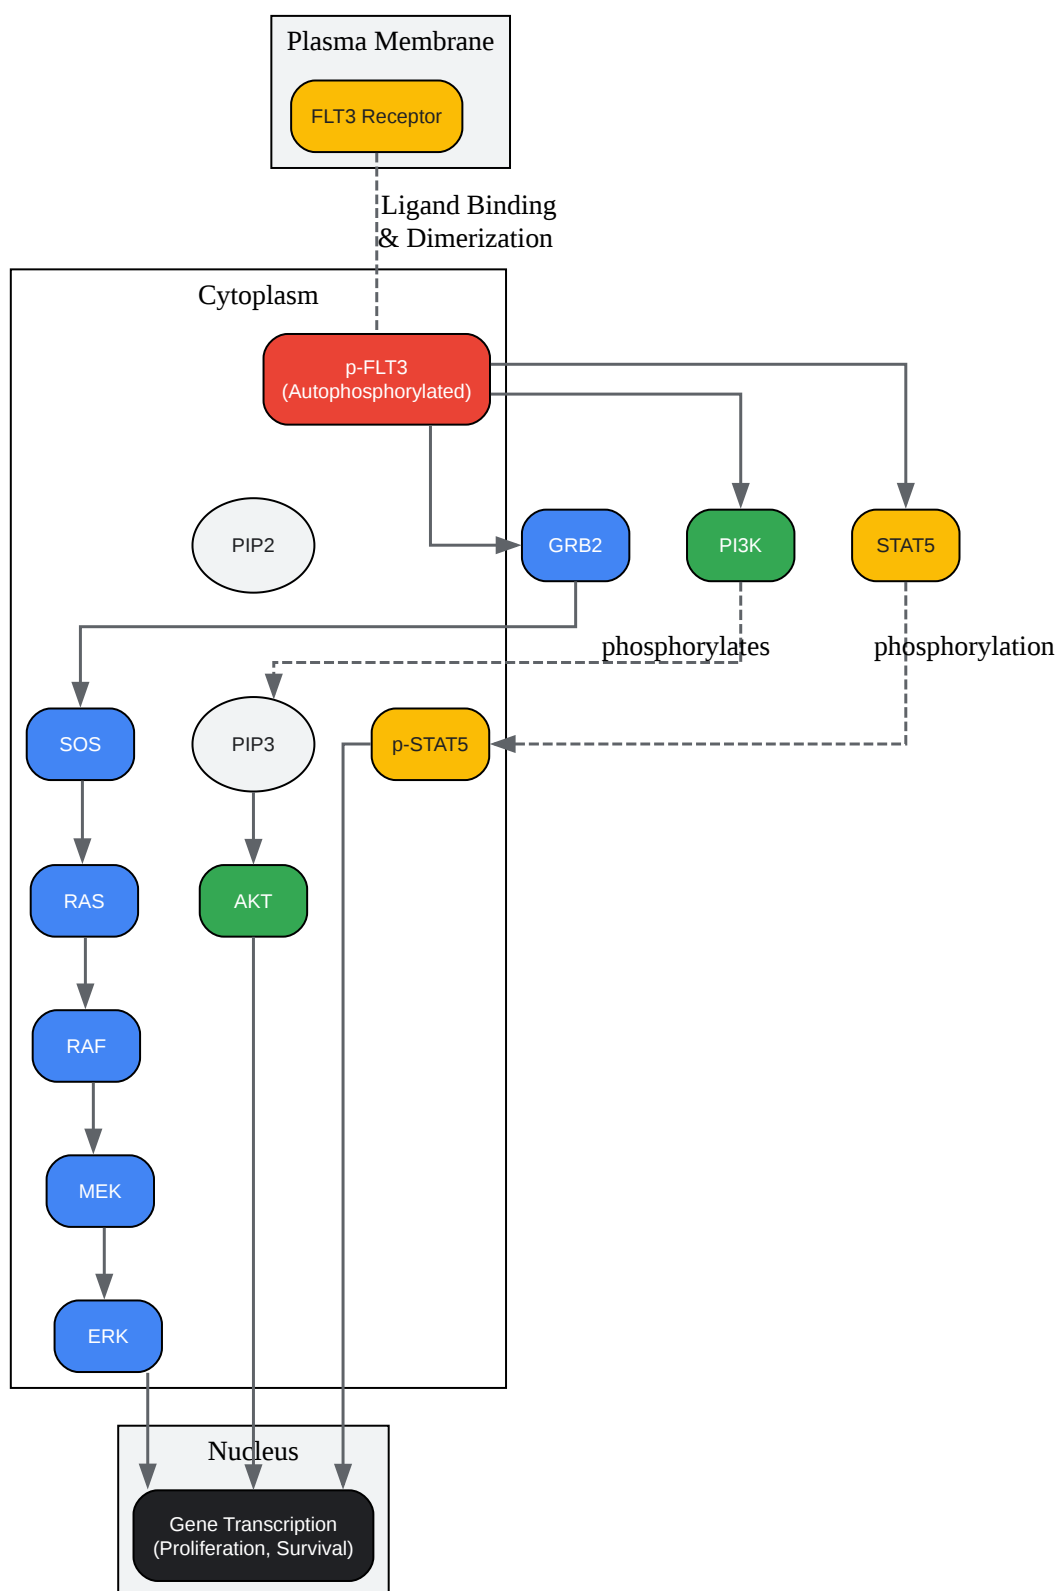 Plasma Membrane
FLT3 Receptor
Ligand Binding
& Dimerization
Cytoplasm
p-FLT3
(Autophosphorylated)
PIP2
GRB2
PI3K
STAT5
phosphorylates
phosphorylation
SOS
PIP3
p-STAT5
RAS
AKT
RAF
MEK
ERK
Nucleus
Gene Transcription
(Proliferation, Survival)